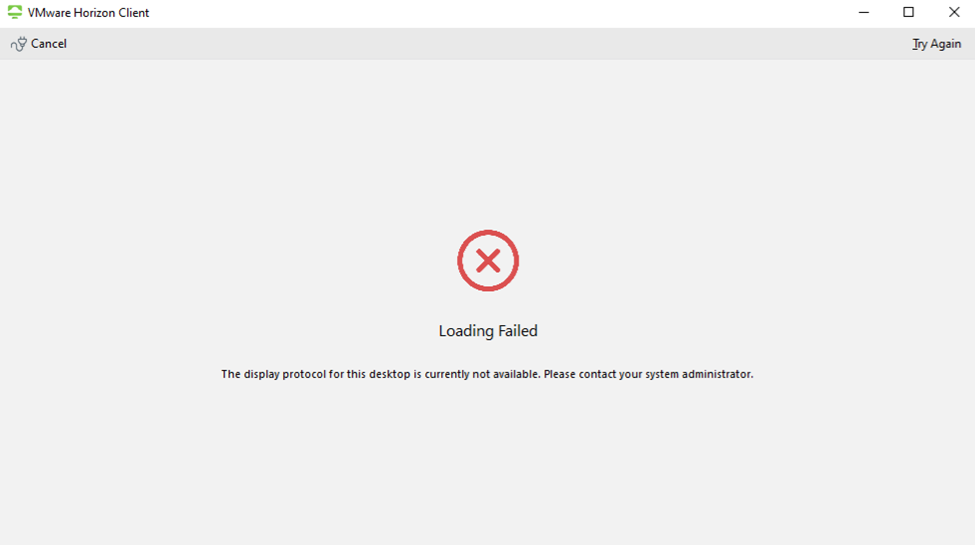 VMware Horizon Client
Cancel
Try Again
Loading Failed
The display protocol for this desktop is currently not available. Please contact your system administrator.